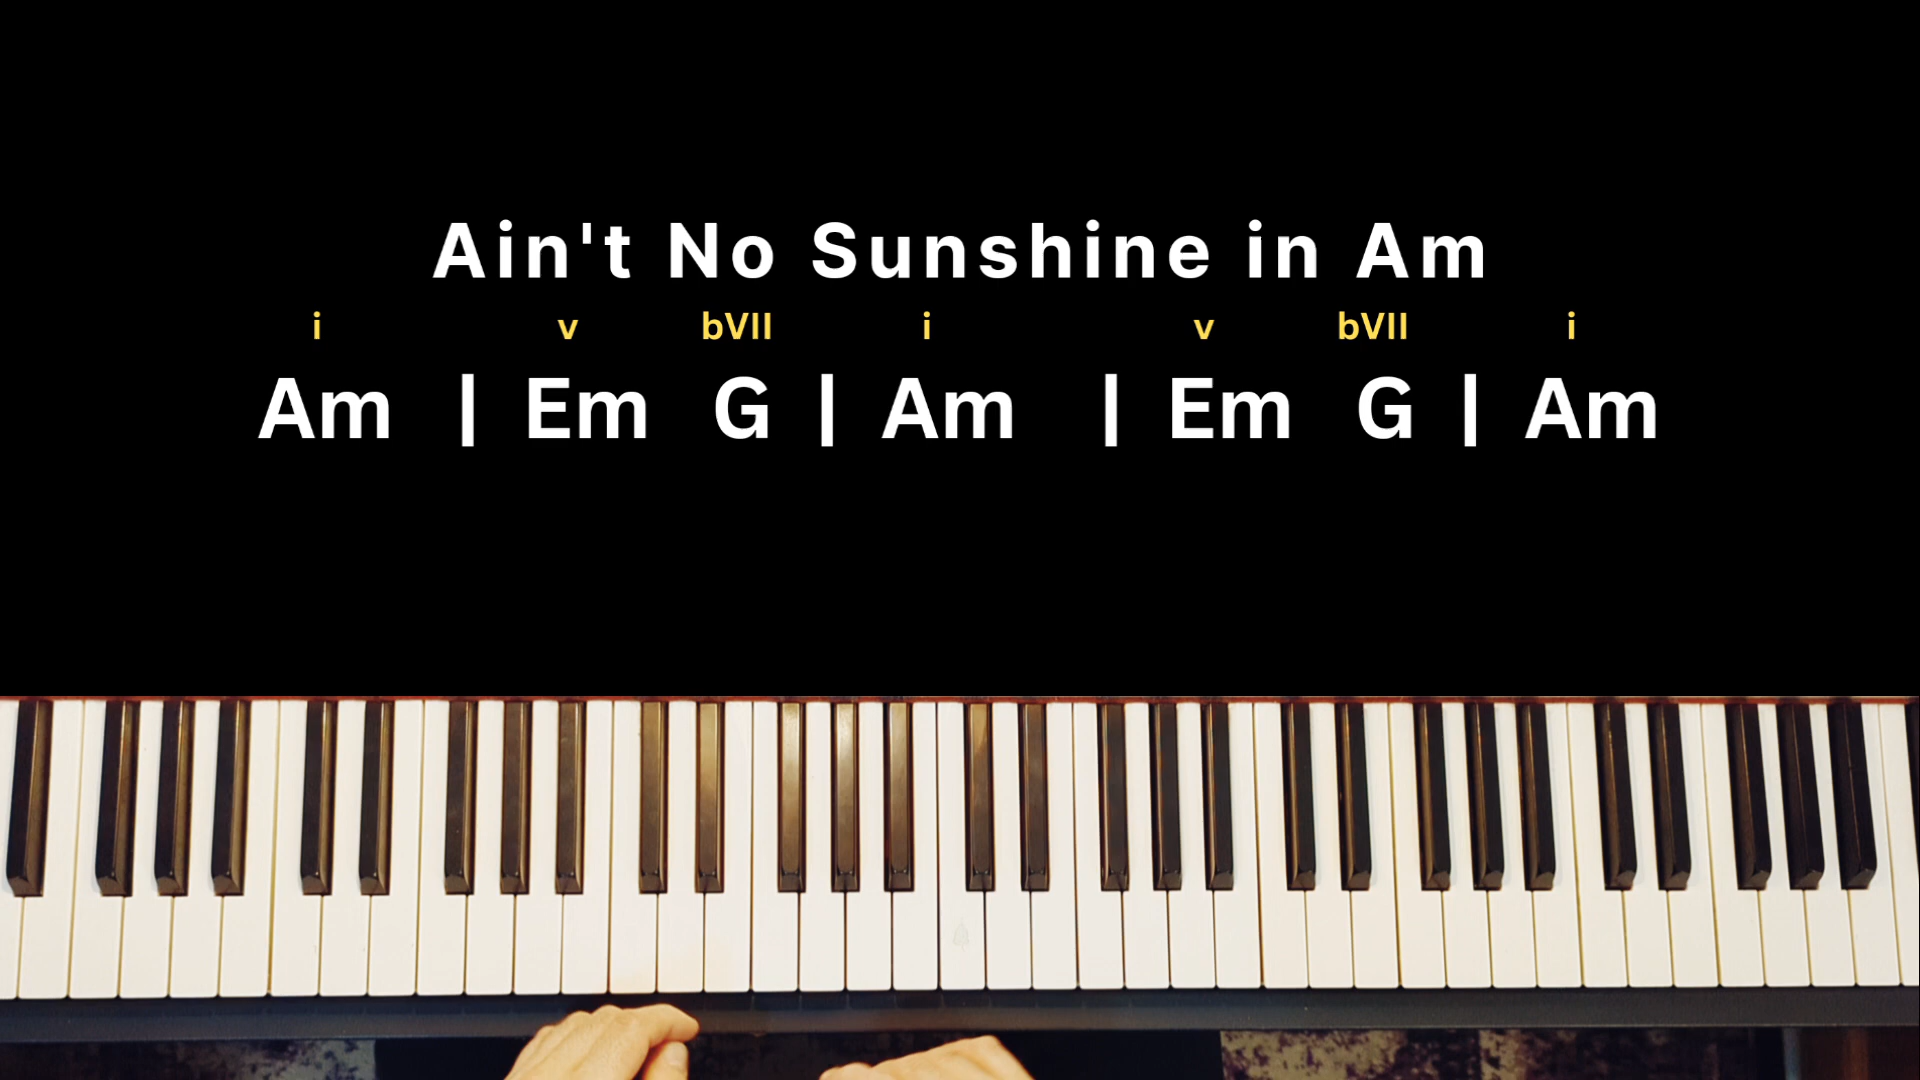 Ain't No Sunshine in Am
i v bVII i v bVII i
Am | Em G | Am | Em G | Am